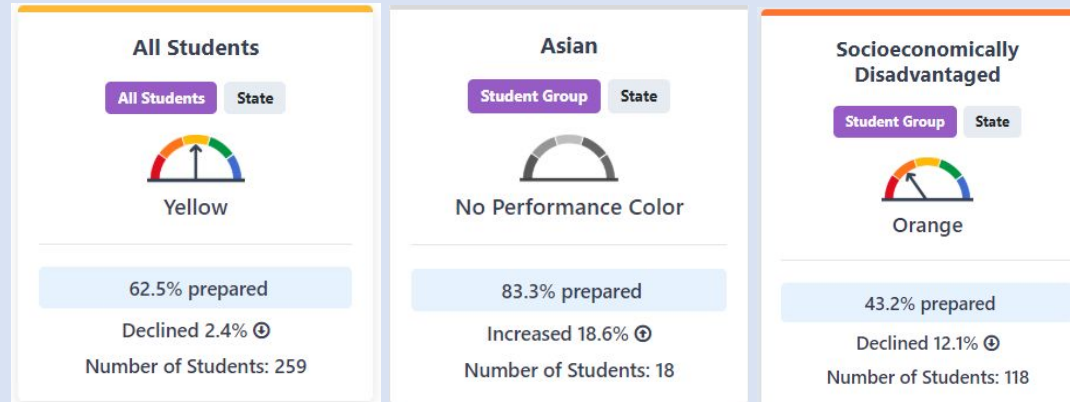 All Students
All Students State
Yellow
62.5% prepared
Declined 2.4%
Number of Students: 259
Asian
Student Group State
No Performance Color
83.3% prepared
Increased 18.6%
Number of Students: 18
Socioeconomically
Disadvantaged
Student Group State
Orange
43.2% prepared
Declined 12.1%
Number of Students: 118